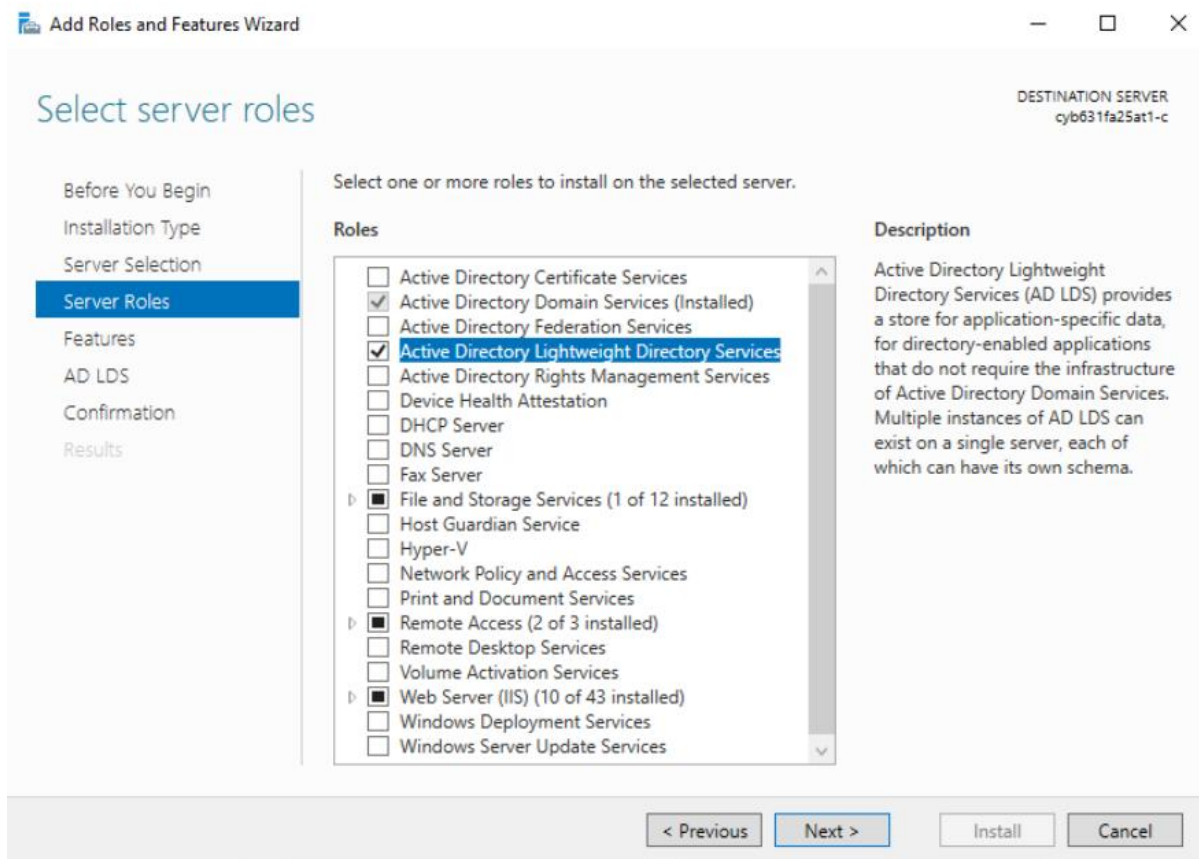 Add Roles and Features Wizard
Select server roles
DESTINATION SERVER
cyb631fa25at1-c
Before You Begin
Installation Type
Server Selection
Server Roles
Features
AD LDS
Confirmation
Results
Select one or more roles to install on the selected server.
Roles
Active Directory Certificate Services
Active Directory Domain Services (Installed)
Active Directory Federation Services
Active Directory Lightweight Directory Services
Active Directory Rights Management Services
Device Health Attestation
DHCP Server
DNS Server
Fax Server
File and Storage Services (1 of 12 installed)
Host Guardian Service
Hyper-V
Network Policy and Access Services
Print and Document Services
Remote Access (2 of 3 installed)
Remote Desktop Services
Volume Activation Services
Web Server (IIS) (10 of 43 installed)
Windows Deployment Services
Windows Server Update Services
Description
Active Directory Lightweight
Directory Services (AD LDS) provides
a store for application-specific data,
for directory-enabled applications
that do not require the infrastructure
of Active Directory Domain Services.
Multiple instances of AD LDS can
exist on a single server, each of
which can have its own schema.
< Previous
Next >
Install
Cancel